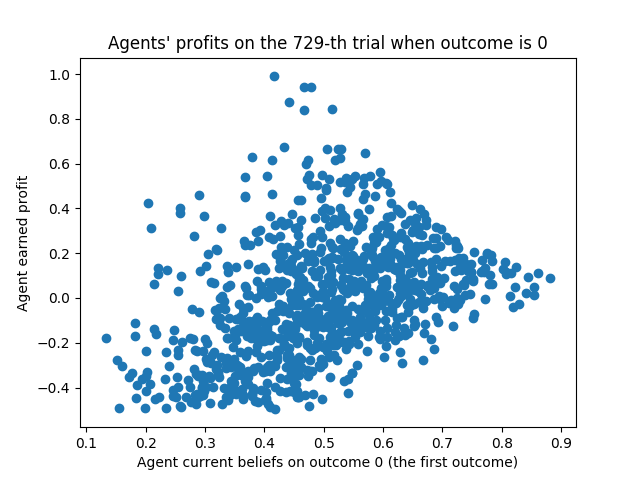 Agents' profits on the 729-th trial when outcome is 0
1.0
0.8
0.6
0.4
0.2
0.0
−0.2
−0.4
Agent earned profit
0.1 0.2 0.3 0.4 0.5 0.6 0.7 0.8 0.9
Agent current beliefs on outcome 0 (the first outcome)